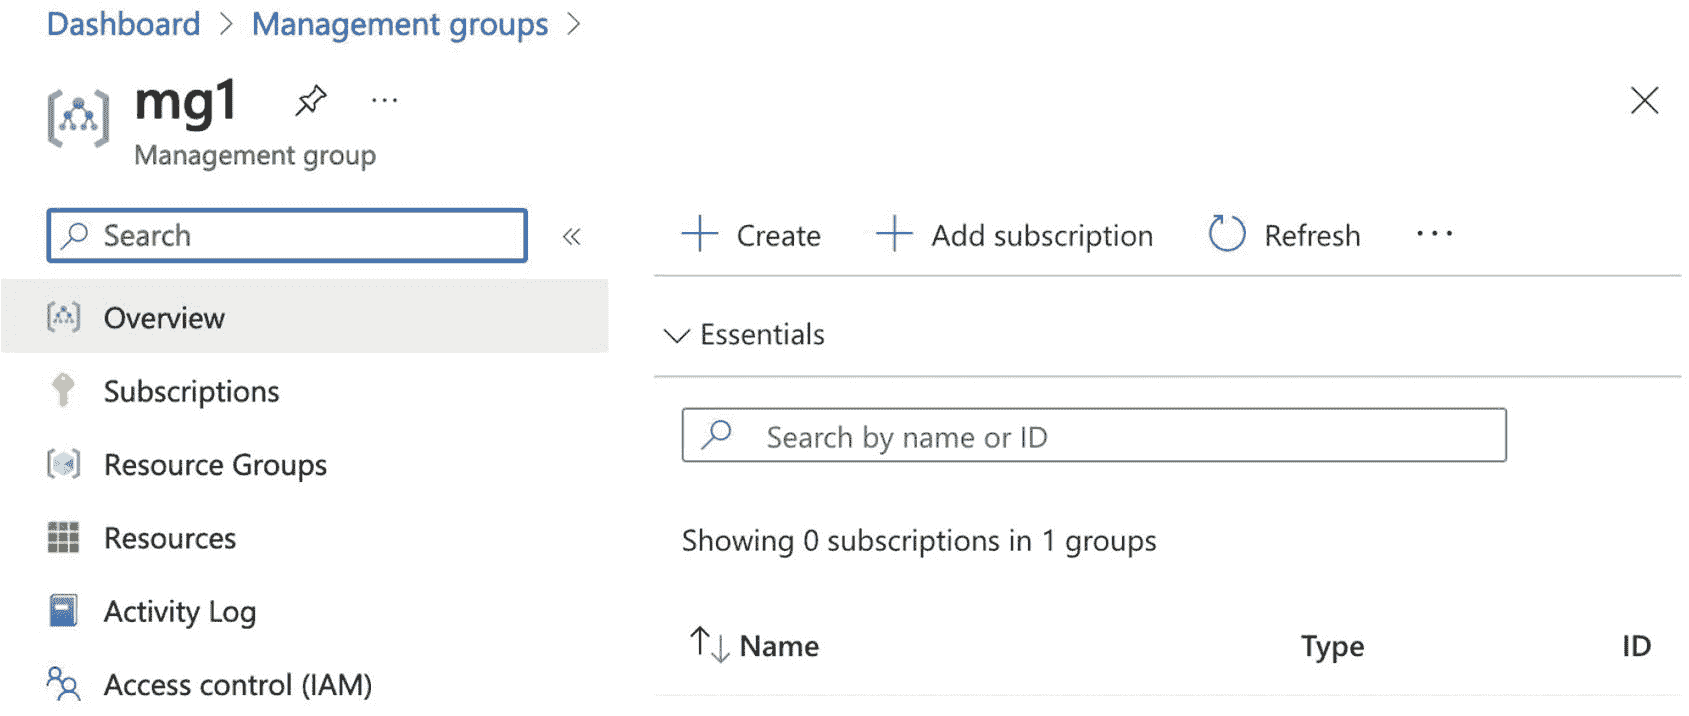 Dashboard > Management groups >
mg1 ...
Management group
Search «
+ Create + Add subscription Refresh ...
Overview
Essentials
Subscriptions
Search by name or ID
Resource Groups
Resources
Showing 0 subscriptions in 1 groups
Activity Log
Name Type ID
Access control (IAM)